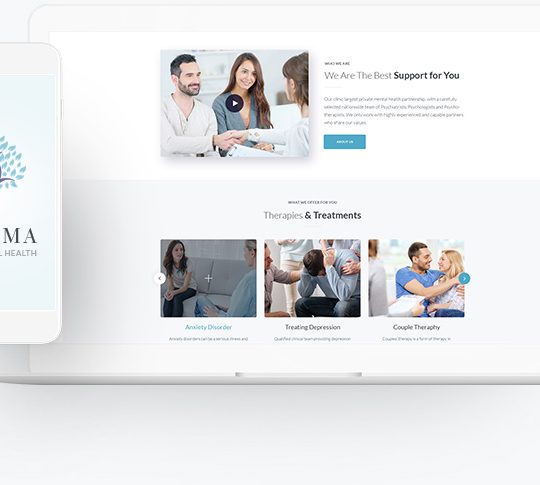 MA
L HEALTH
WHO WE ARE
We Are The Best Support for You
Our clinic largest private mental health partnership, with a carefully
selected nationwide team of Psychiatrists, Psychologists and Psycho-
therapists. We only work with highly experienced and capable partners
who share our values.
ABOUT US
WHAT WE OFFER FOR YOU
Therapies & Treatments
Anxiety Disorder
Treating Depression
Couple Theraphy
Anxiety disorders can be a serious illness and
Qualified clinical team providing depression
Couples Therapy is a form of therapy in